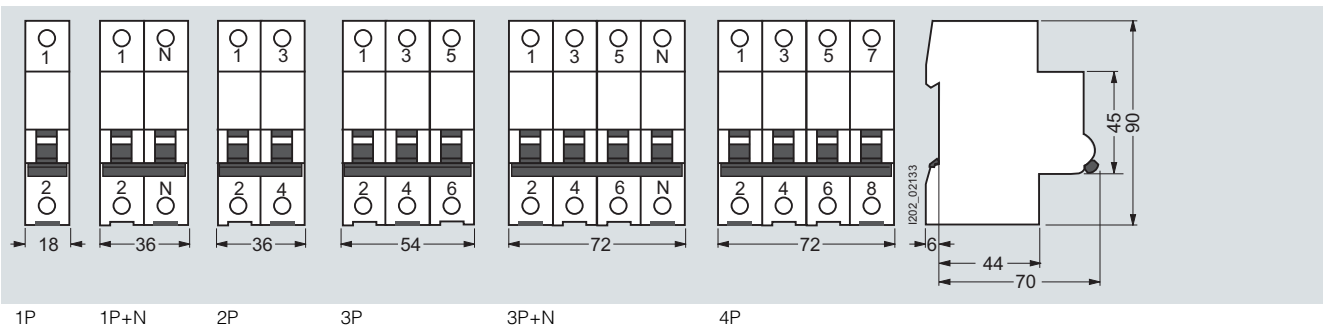 1 1 N 1 3 1 3 5 1 3 5 N 1 3 5 7
45
90
2 2 N 2 4 2 4 6 2 4 6 N 2 4 6 8
I202_02133
18 36 36 54 72 72 6
44
70
1P 1P+N 2P 3P 3P+N 4P